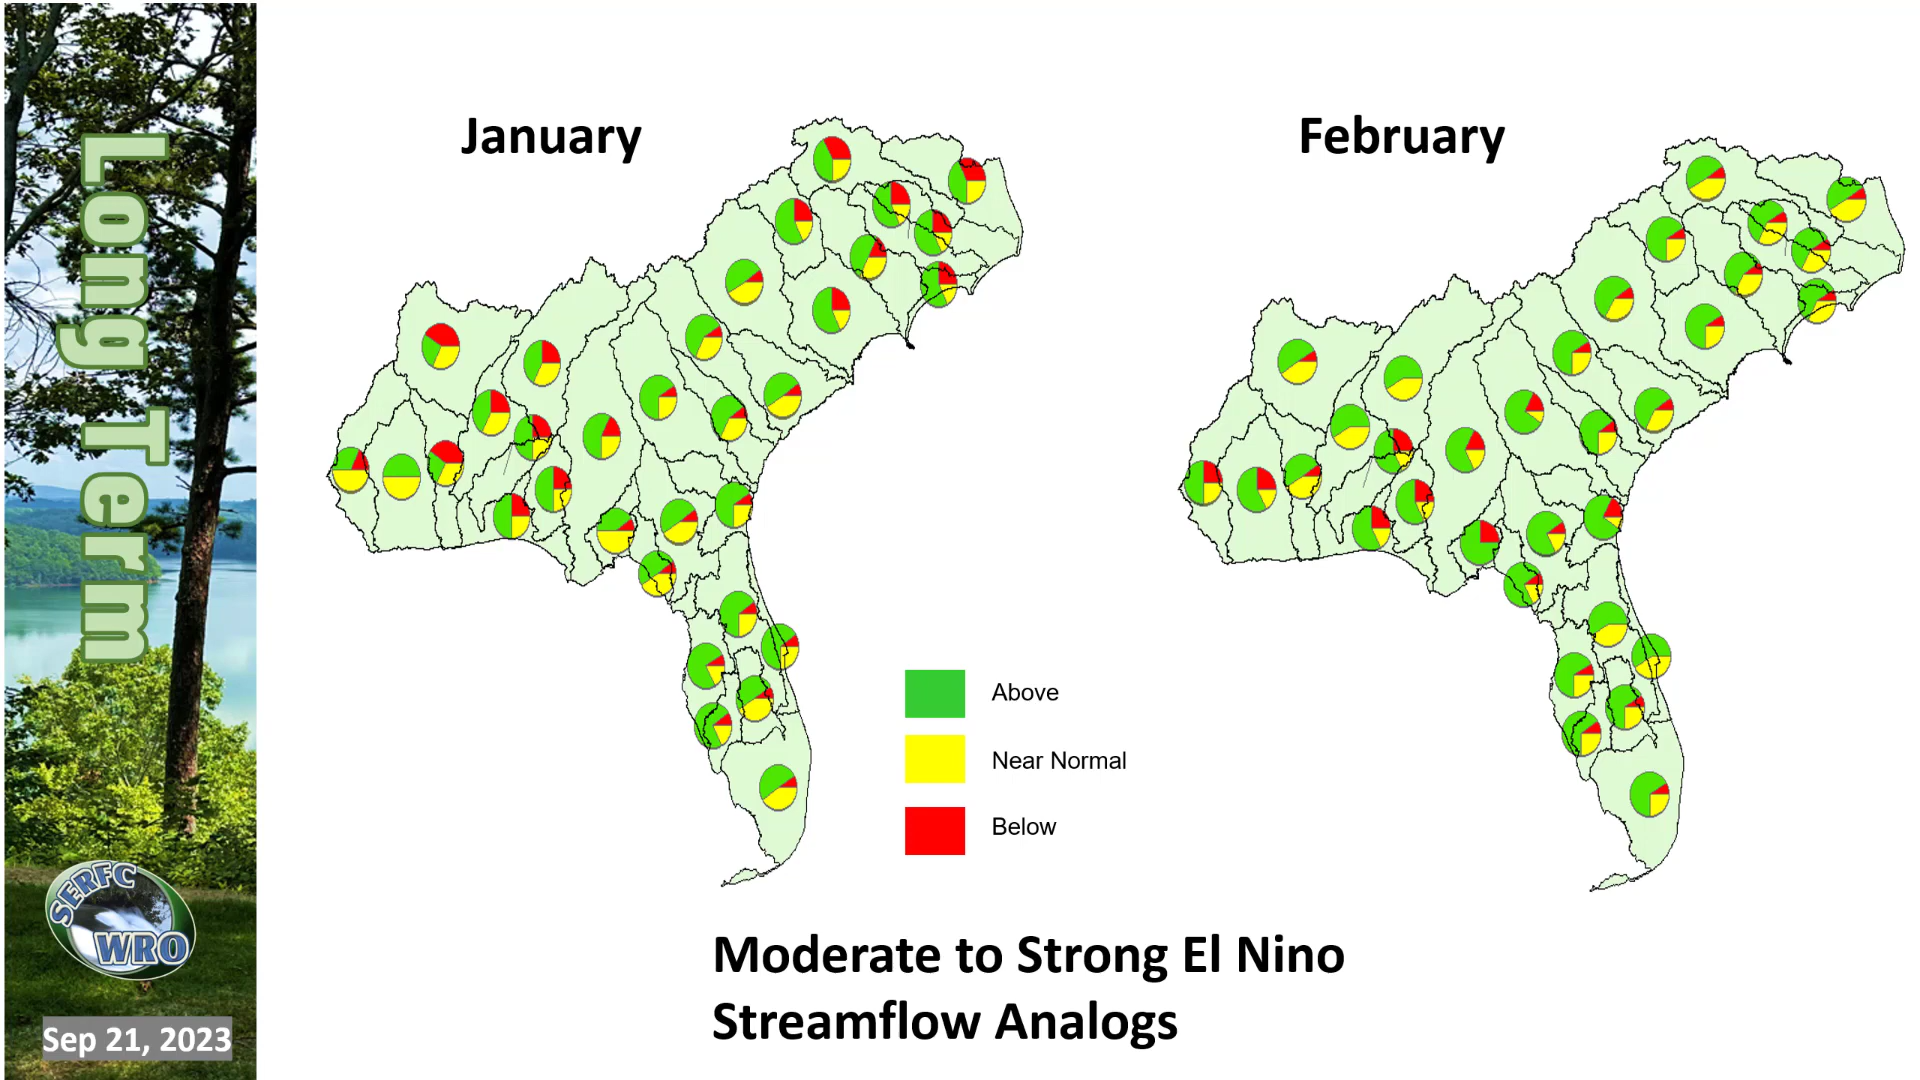 Long Term
SERFC
WRO
Sep 21, 2023
January
February
Above
Near Normal
Below
Moderate to Strong El Nino
Streamflow Analogs